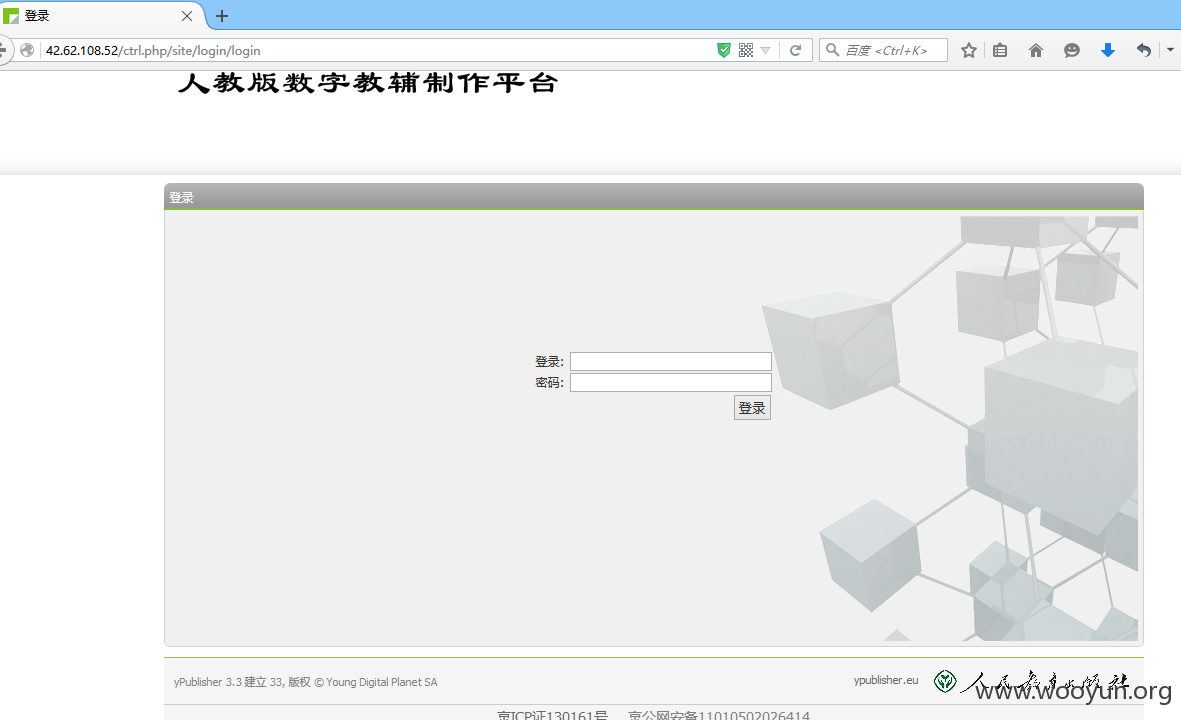 登录
42.62.108.52/ctrl.php/site/login/login
百度 <Ctrl+K>
人教版数字教辅制作平台
登录
登录:
密码:
登录
yPublisher 3.3 建立 33, 版权 © Young Digital Planet SA
ypublisher.eu
人民教育出版社
www.wooyun.org
京ICP证130161号 京公网安备11010502026414